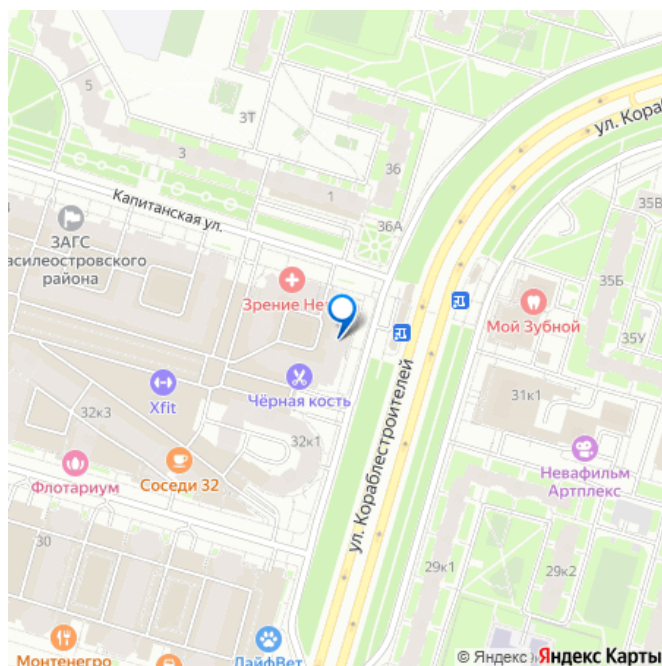 5
3Т
3
36
1
36А
ул. Кора
35В
Капитанская ул.
ЗАГС
асилеостровского
района
35Б
Зрение Не
Мой Зубной
35У
31к1
Xfit
Чёрная кость
32к3
32к1
Невафильм
Артплекс
Флотариум
Соседи 32
ул. Кораблестроителей
30
29к1
29к2
Монтенегро
ЛайфВет
© Яндекс
Яндекс Карты